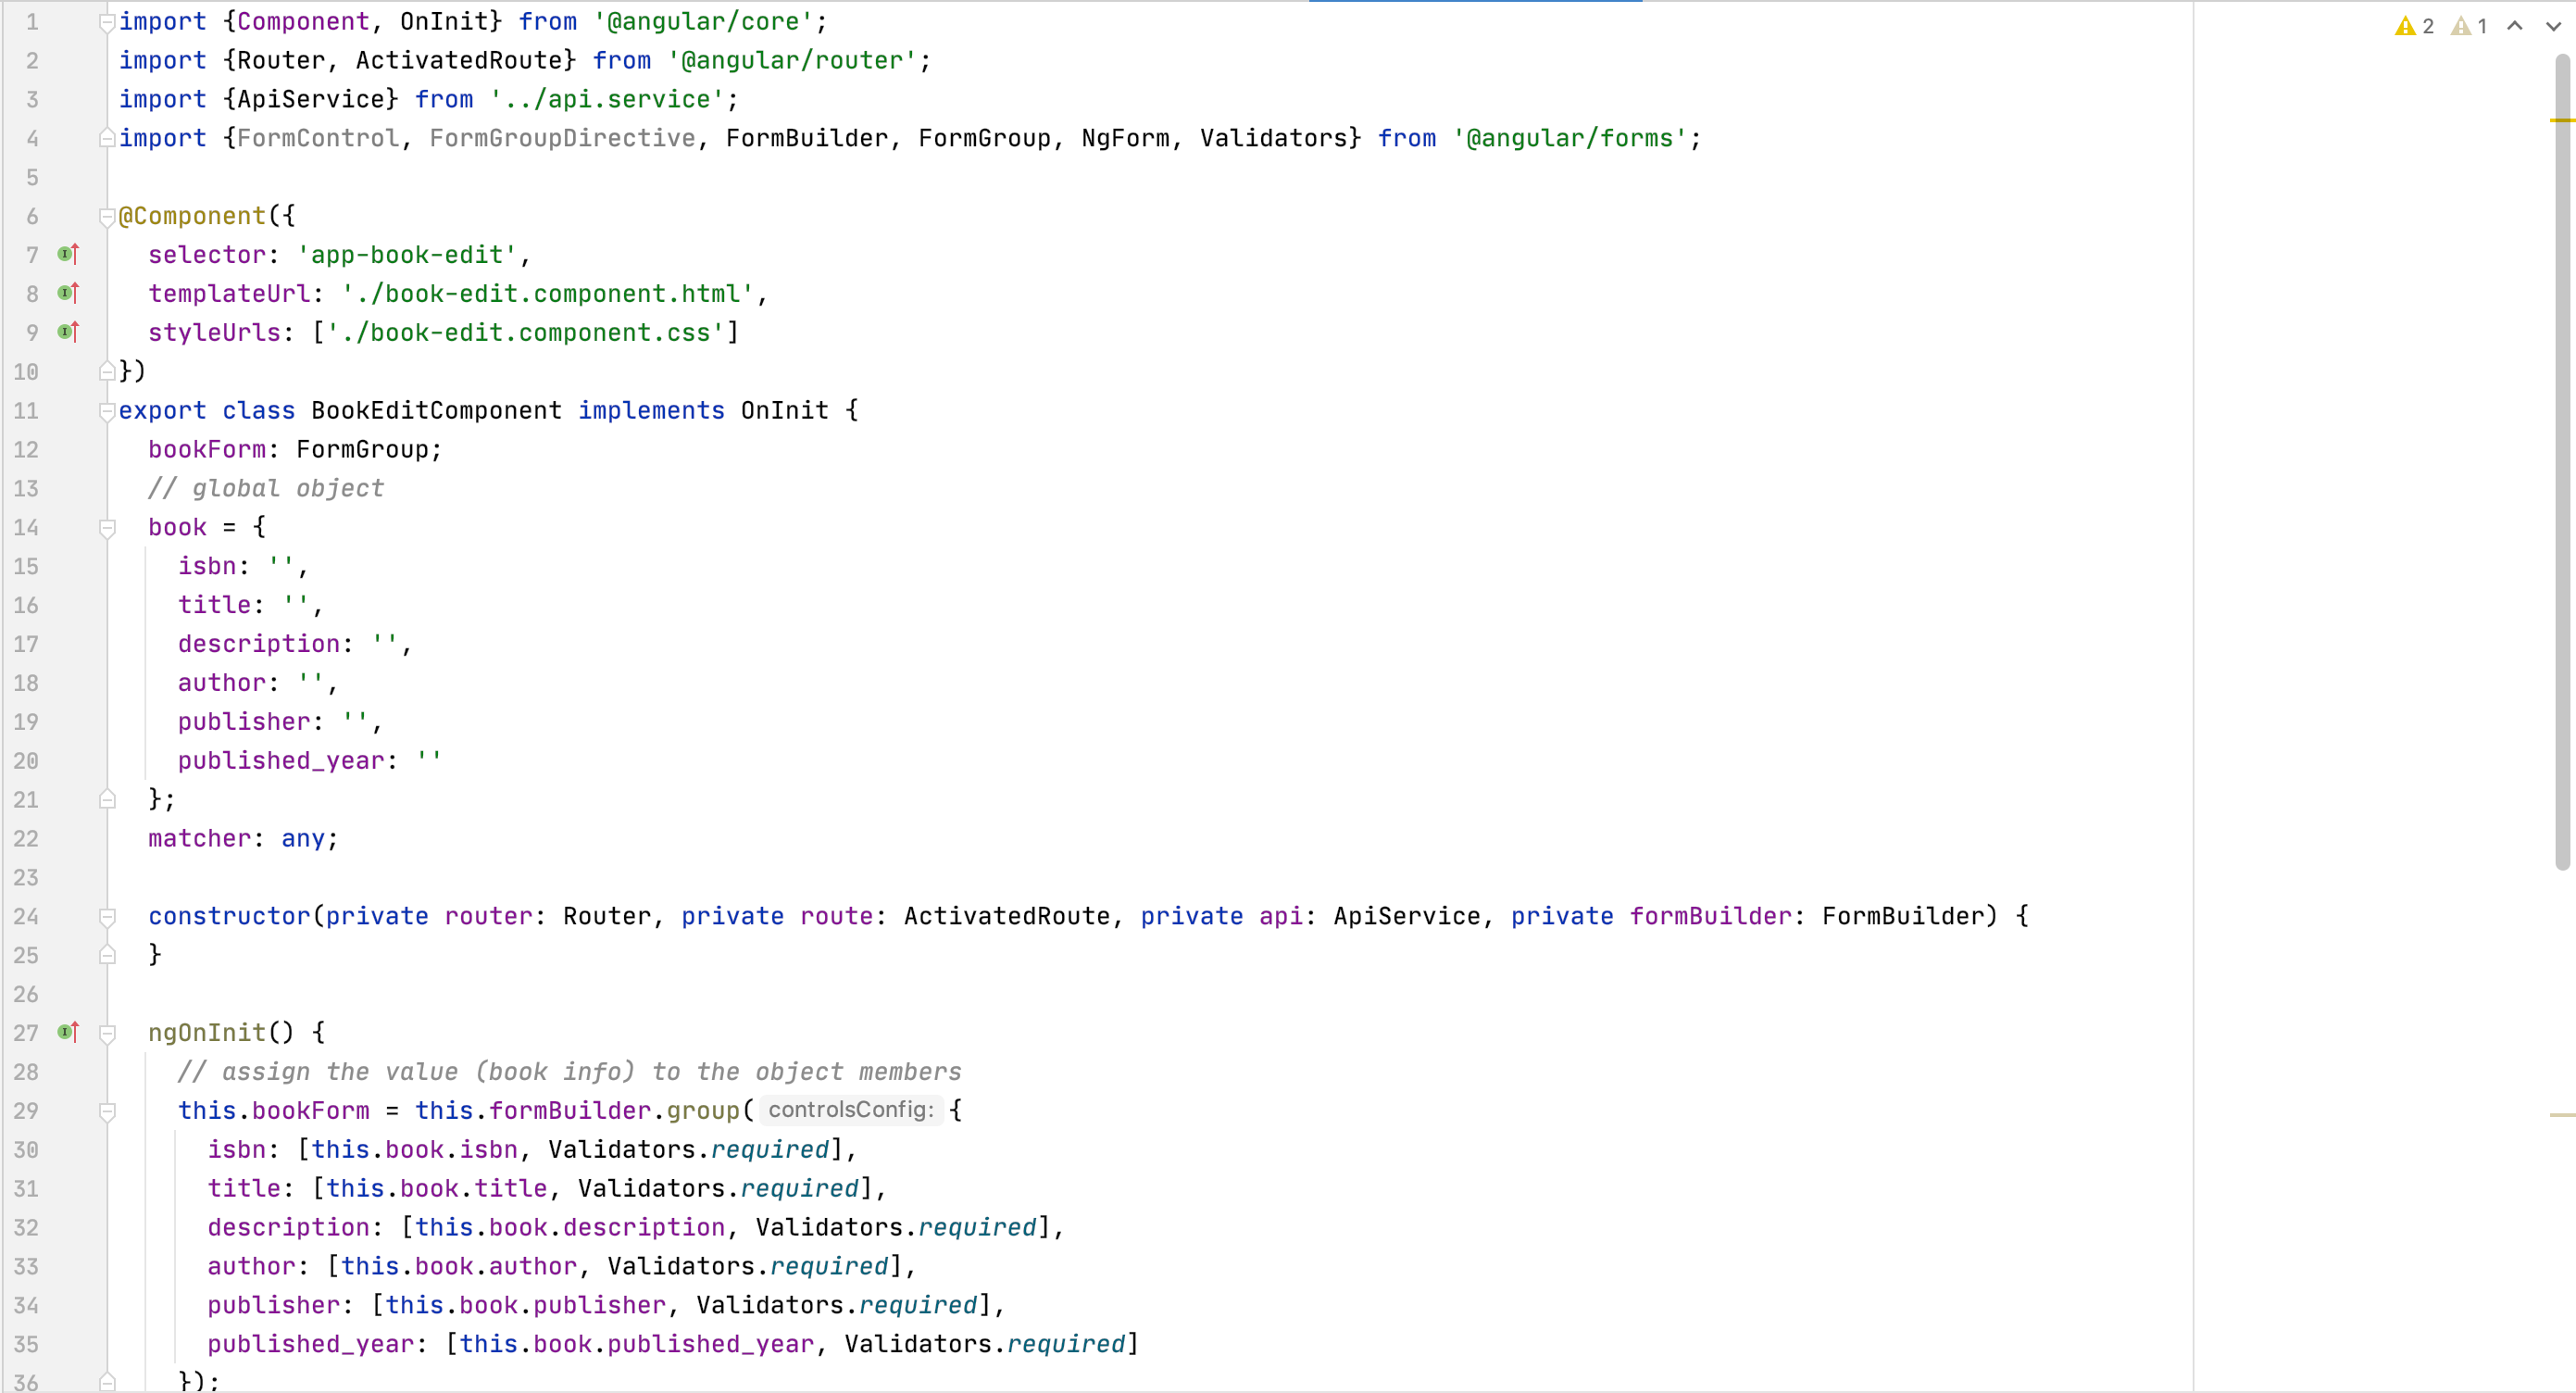 2 1
1 import {Component, OnInit} from '@angular/core';
2 import {Router, ActivatedRoute} from '@angular/router';
3 import {ApiService} from '../api.service';
4 import {FormControl, FormGroupDirective, FormBuilder, FormGroup, NgForm, Validators} from '@angular/forms';
5
6 @Component({
7   selector: 'app-book-edit',
8   templateUrl: './book-edit.component.html',
9   styleUrls: ['./book-edit.component.css']
10 })
11 export class BookEditComponent implements OnInit {
12   bookForm: FormGroup;
13   // global object
14   book = {
15     isbn: '',
16     title: '',
17     description: '',
18     author: '',
19     publisher: '',
20     published_year: ''
21   };
22   matcher: any;
23
24   constructor(private router: Router, private route: ActivatedRoute, private api: ApiService, private formBuilder: FormBuilder) {
25   }
26
27   ngOnInit() {
28     // assign the value (book info) to the object members
29     this.bookForm = this.formBuilder.group( controlsConfig: {
30       isbn: [this.book.isbn, Validators.required],
31       title: [this.book.title, Validators.required],
32       description: [this.book.description, Validators.required],
33       author: [this.book.author, Validators.required],
34       publisher: [this.book.publisher, Validators.required],
35       published_year: [this.book.published_year, Validators.required]
36     });